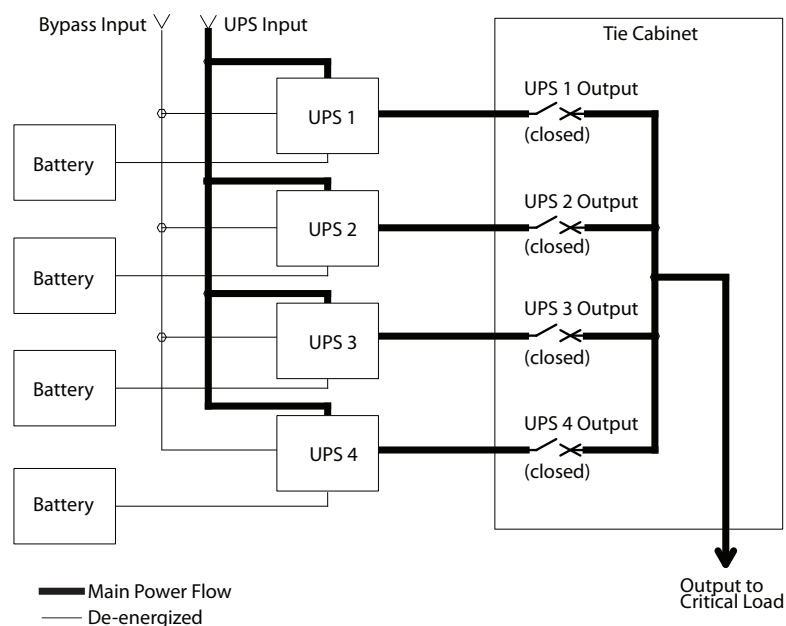 Bypass Input
UPS Input
Tie Cabinet
UPS 1
UPS 1 Output
(closed)
Battery
UPS 2
UPS 2 Output
(closed)
Battery
UPS 3
UPS 3 Output
(closed)
Battery
UPS 4
UPS 4 Output
(closed)
Battery
Main Power Flow
De-energized
Output to
Critical Load